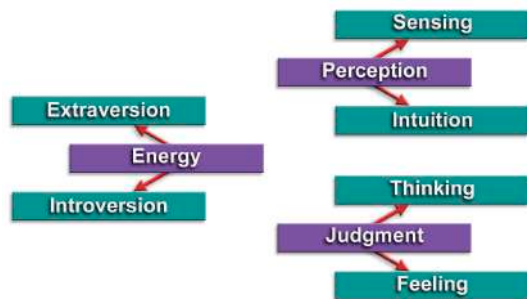 Extraversion
Energy
Introversion
Sensing
Perception
Intuition
Thinking
Judgment
Feeling